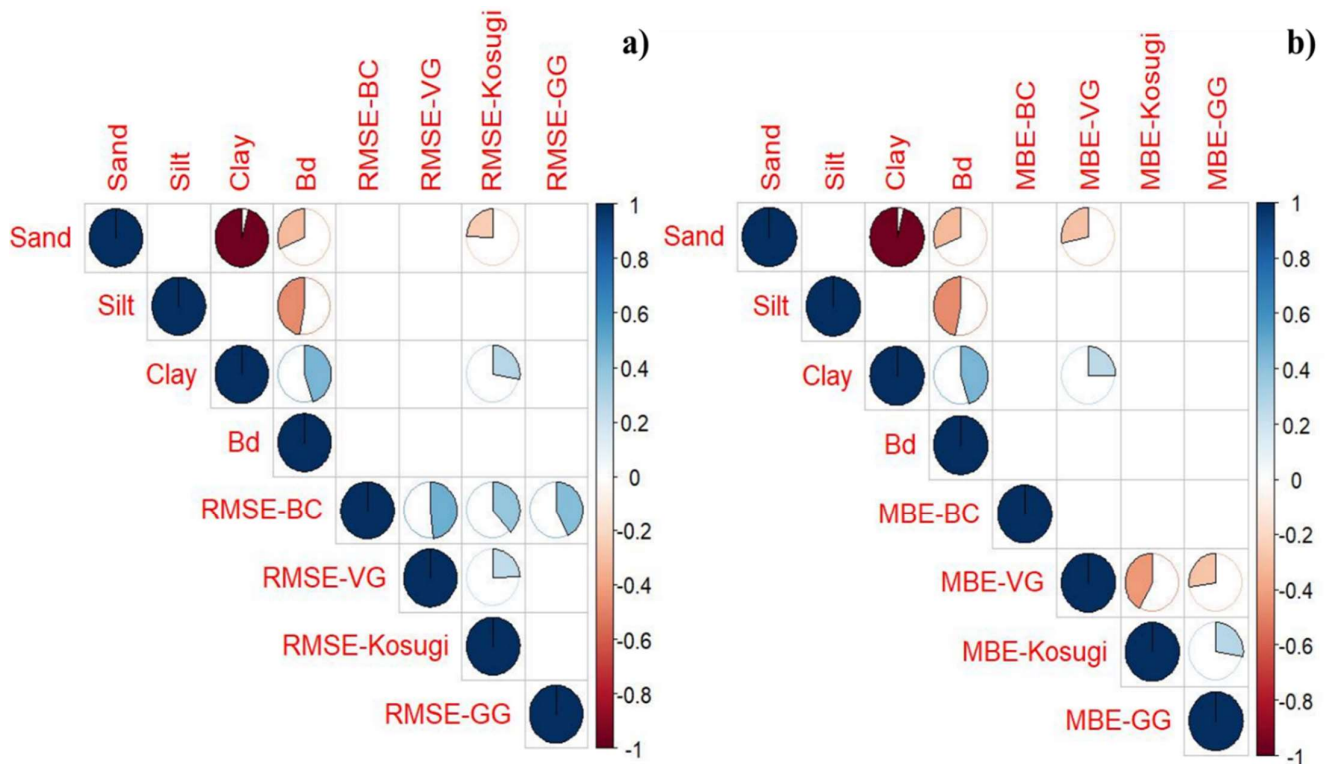 a)
Sand
Silt
Clay
Bd
RMSE-BC
RMSE-VG
RMSE-Kosugi
RMSE-GG
Sand
Silt
Clay
Bd
RMSE-BC
RMSE-VG
RMSE-Kosugi
RMSE-GG
1
0.8
0.6
0.4
0.2
0
-0.2
-0.4
-0.6
-0.8
-1
b)
Sand
Silt
Clay
Bd
MBE-BC
MBE-VG
MBE-Kosugi
MBE-GG
Sand
Silt
Clay
Bd
MBE-BC
MBE-VG
MBE-Kosugi
MBE-GG
1
0.8
0.6
0.4
0.2
0
-0.2
-0.4
-0.6
-0.8
-1